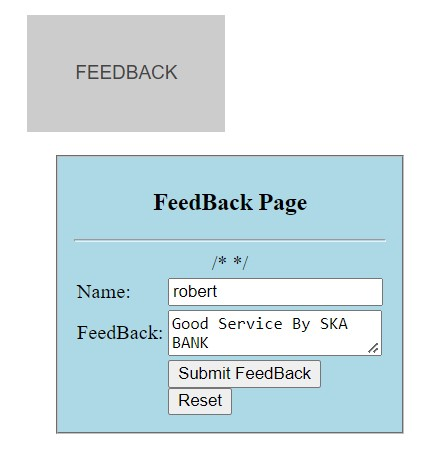 FEEDBACK
FeedBack Page
/* */
Name: robert
FeedBack: Good Service By SKA
BANK
Submit FeedBack
Reset